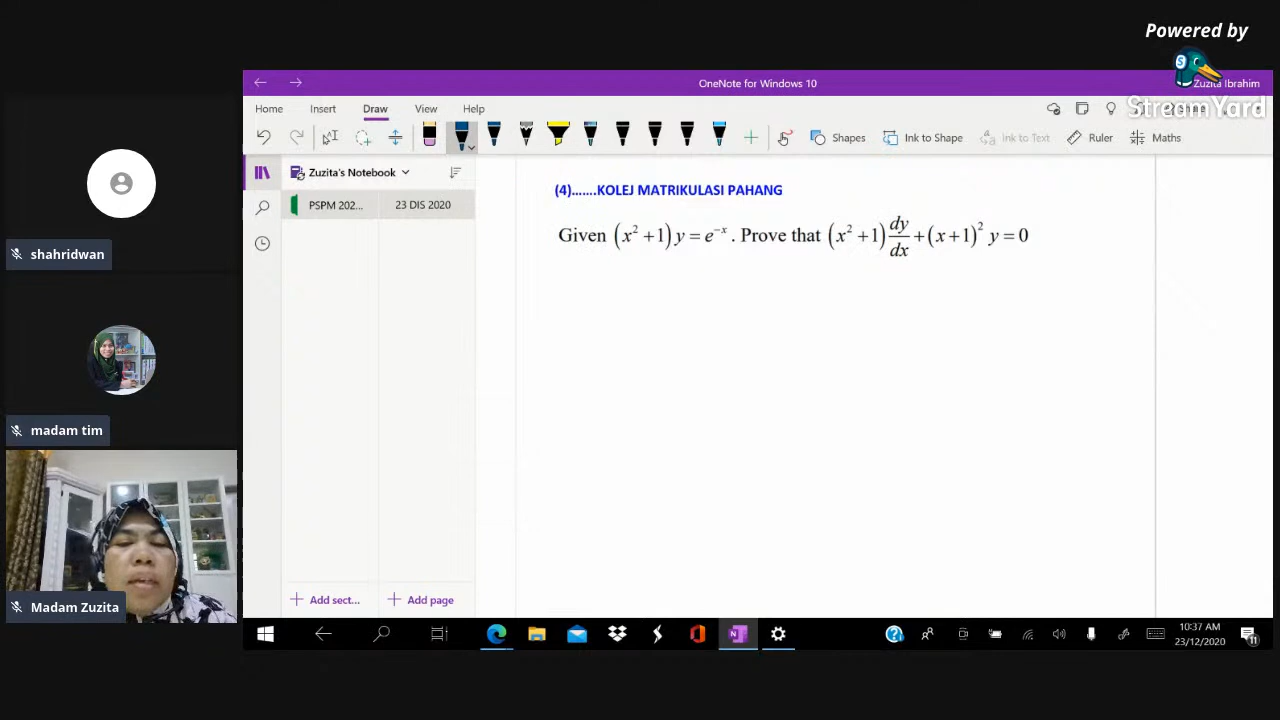 Powered by
StreamYard
OneNote for Windows 10
Zuzita Ibrahim
Home Insert Draw View Help
Shapes Ink to Shape Ink to Text Ruler Maths
Zuzita's Notebook
PSPM 202... 23 DIS 2020
(4).......KOLEJ MATRIKULASI PAHANG
Given (x² + 1) y = e⁻ˣ . Prove that (x² + 1) dy/dx + (x + 1)² y = 0
shahridwan
madam tim
Madam Zuzita
Add sect... Add page
10:37 AM
23/12/2020
11